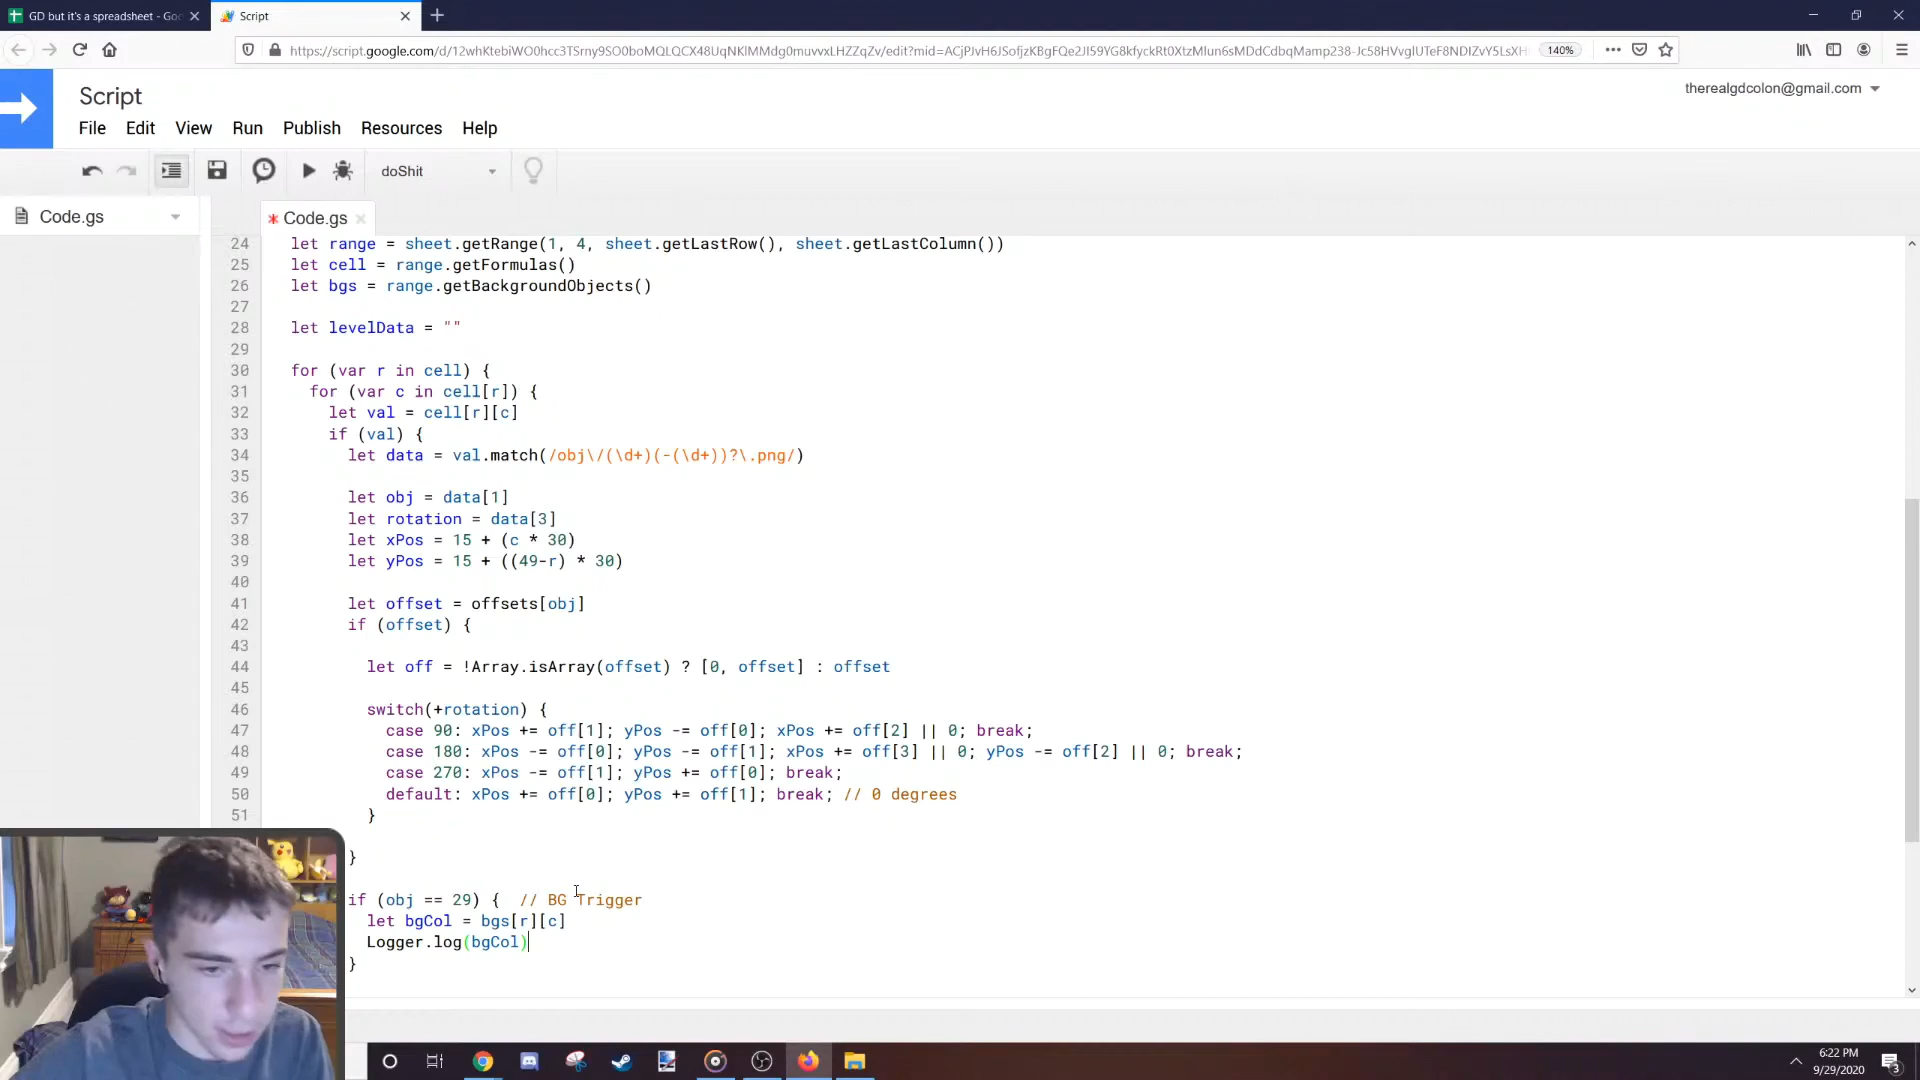 GD but it's a spreadsheet - Goo
Script
https://script.google.com/d/12whKtebiWO0hcc3TSrny9SO0boMQLQCX48UqNKlMMdg0muvvxLHZZqZv/edit?mid=ACjPJvH6JSofjzKBgFQe2JI59YG8kfyckRt0XtzMIun6sMDdCdbqMamp238-Jc58HVvglUTeF8NDIZvY5LsXH
140%
Script
therealgdcolon@gmail.com
File Edit View Run Publish Resources Help
doShit
Code.gs
* Code.gs
24 let range = sheet.getRange(1, 4, sheet.getLastRow(), sheet.getLastColumn())
25 let cell = range.getFormulas()
26 let bgs = range.getBackgroundObjects()
27
28 let levelData = ""
29
30 for (var r in cell) {
31 for (var c in cell[r]) {
32 let val = cell[r][c]
33 if (val) {
34 let data = val.match(/obj\/(\d+)(-(\d+))?\.png/)
35
36 let obj = data[1]
37 let rotation = data[3]
38 let xPos = 15 + (c * 30)
39 let yPos = 15 + ((49-r) * 30)
40
41 let offset = offsets[obj]
42 if (offset) {
43
44 let off = !Array.isArray(offset) ? [0, offset] : offset
45
46 switch(+rotation) {
47 case 90: xPos += off[1]; yPos -= off[0]; xPos += off[2] || 0; break;
48 case 180: xPos -= off[0]; yPos -= off[1]; xPos += off[3] || 0; yPos -= off[2] || 0; break;
49 case 270: xPos -= off[1]; yPos += off[0]; break;
50 default: xPos += off[0]; yPos += off[1]; break; // 0 degrees
51 }
}
if (obj == 29) { // BG Trigger
let bgCol = bgs[r][c]
Logger.log(bgCol)
}
6:22 PM
9/29/2020
3